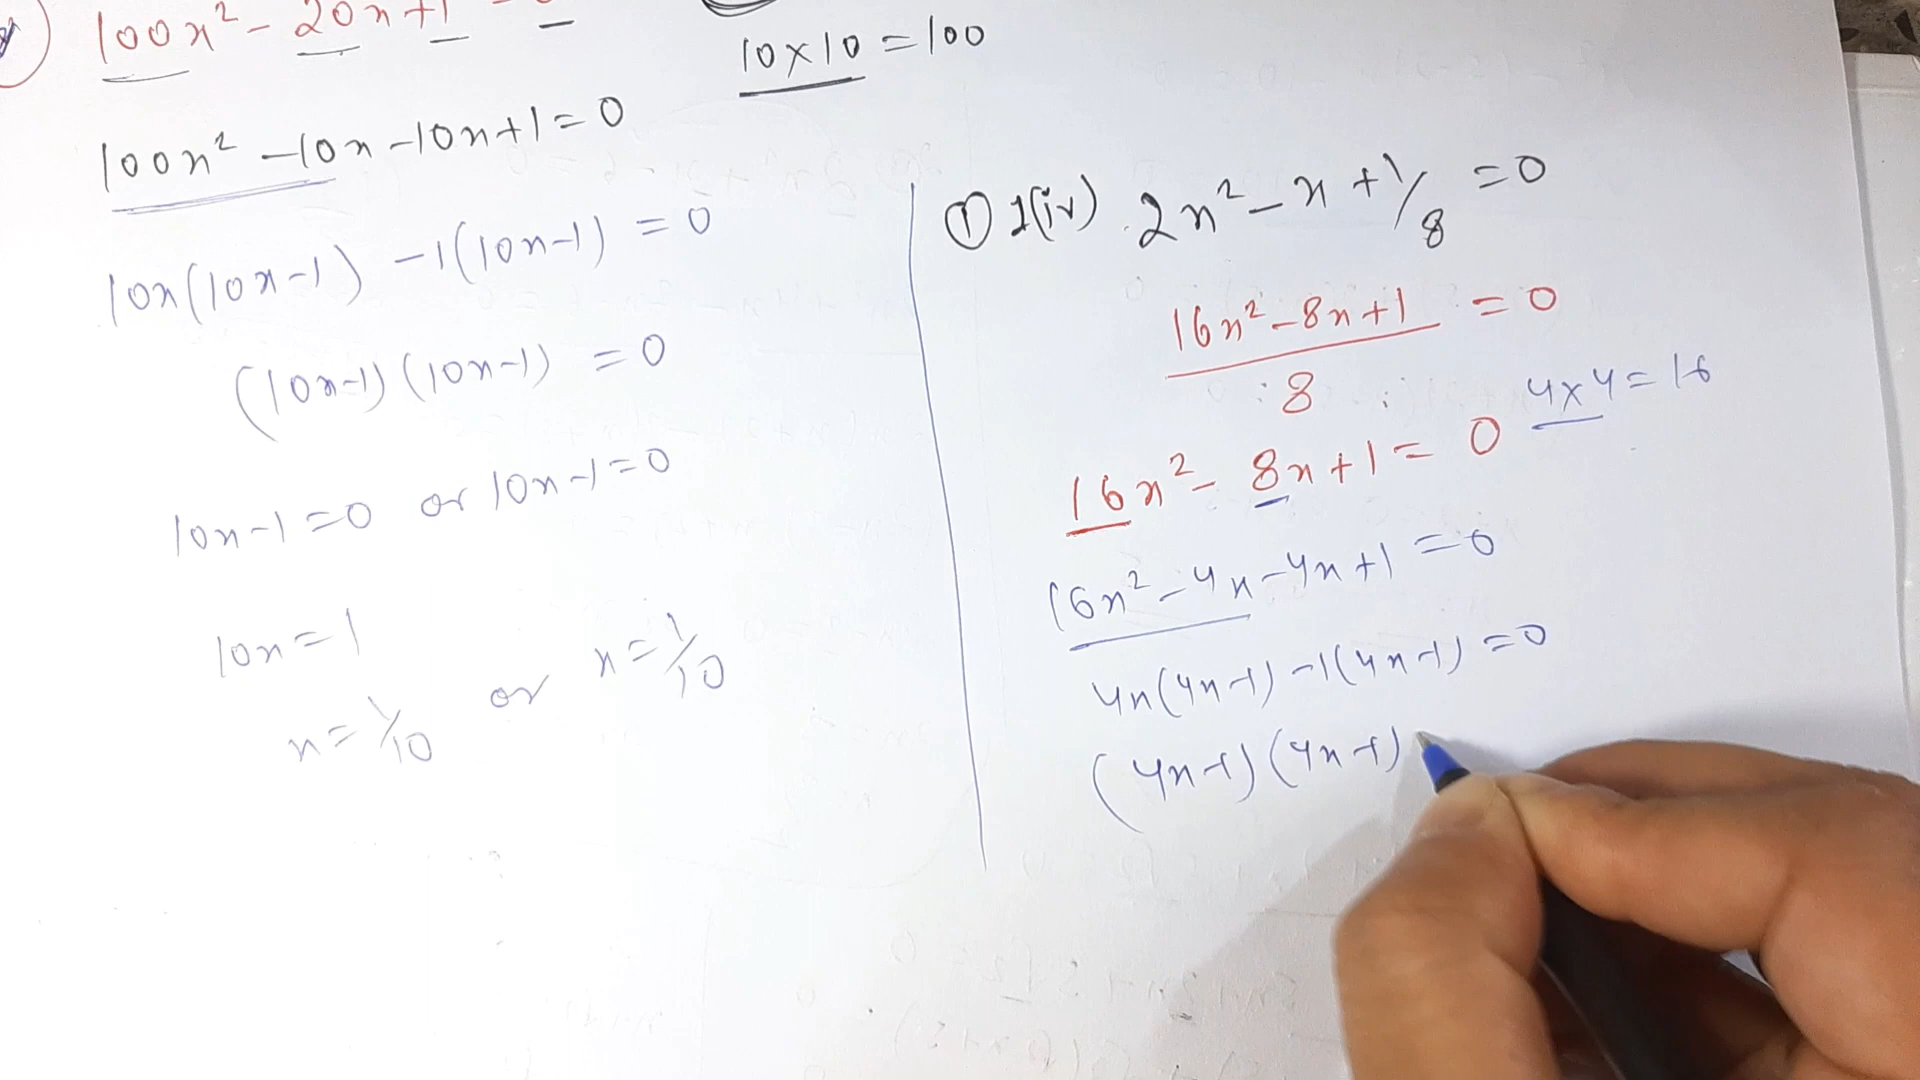 100x² - 20x + 1
10 × 10 = 100
100x² - 10x - 10x + 1 = 0
10x(10x - 1) - 1(10x - 1) = 0
(10x - 1)(10x - 1) = 0
10x - 1 = 0 or 10x - 1 = 0
10x = 1
x = 1/10 or x = 1/10
① 1(iv) 2x² - x + 1/8 = 0
16x² - 8x + 1 = 0
8
4 × 4 = 16
16x² - 8x + 1 = 0
16x² - 4x - 4x + 1 = 0
4x(4x - 1) - 1(4x - 1) = 0
(4x - 1)(4x - 1)